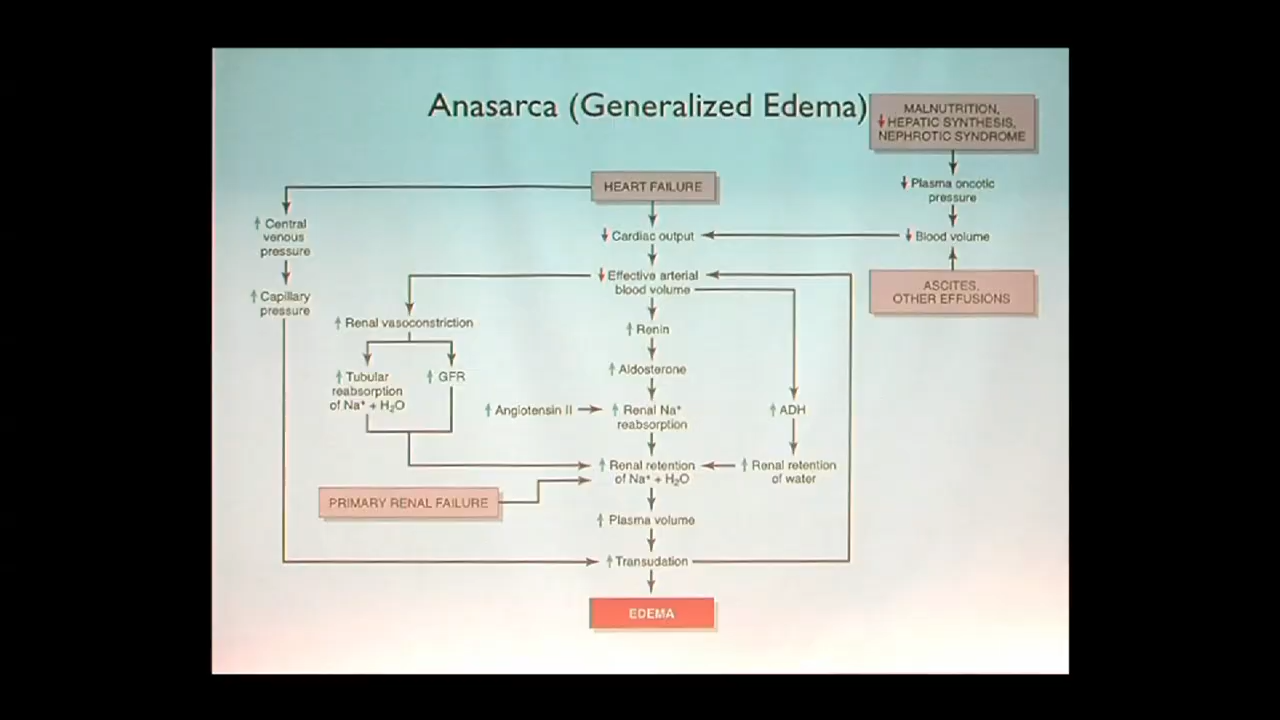 Anasarca (Generalized Edema)
MALNUTRITION,
↓HEPATIC SYNTHESIS,
NEPHROTIC SYNDROME
↓ Plasma oncotic
pressure
↓ Blood volume
ASCITES,
OTHER EFFUSIONS
HEART FAILURE
↓ Cardiac output
↓ Effective arterial
blood volume
↑ Central
venous
pressure
↑ Capillary
pressure
↑ Renal vasoconstriction
↑ Tubular
reabsorption
of Na⁺ + H₂O
↑ GFR
↑ Renin
↑ Aldosterone
↑ Angiotensin II
↑ Renal Na⁺
reabsorption
↑ ADH
↑ Renal retention
of Na⁺ + H₂O
↑ Renal retention
of water
PRIMARY RENAL FAILURE
↑ Plasma volume
↑ Transudation
EDEMA